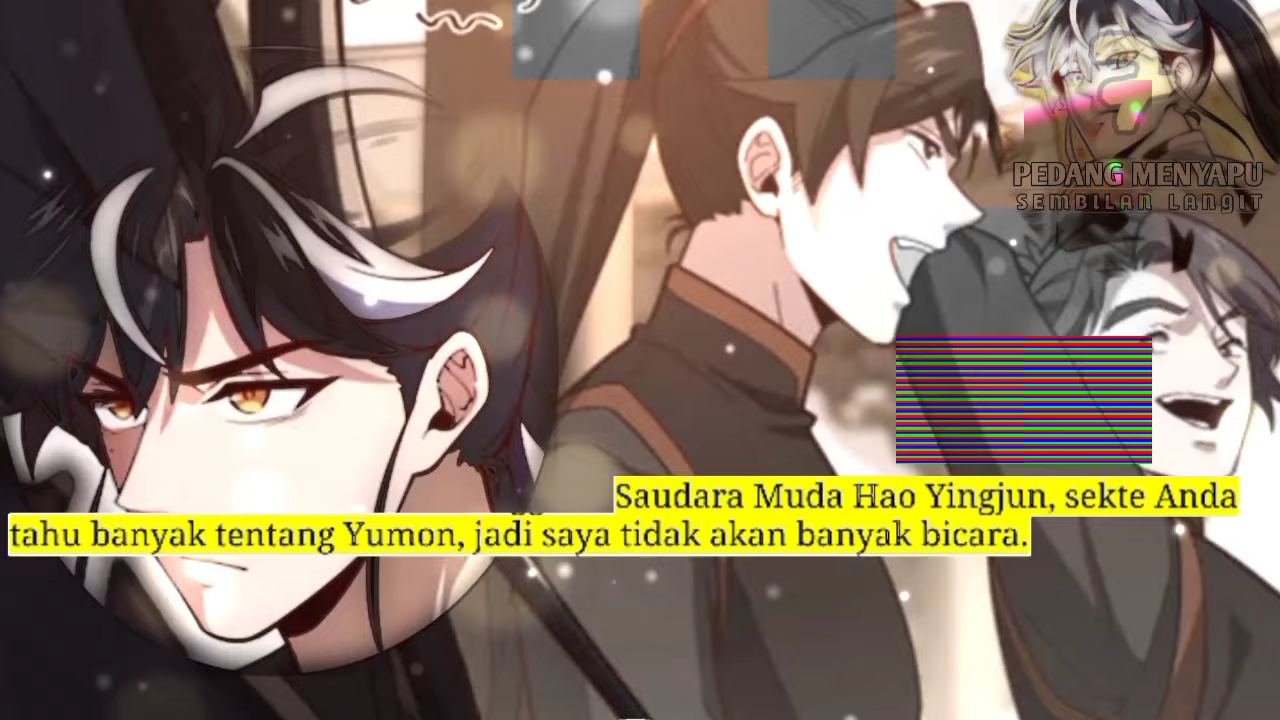 PEDANG MENYAPU
SEMBILAN LANGIT
Saudara Muda Hao Yingjun, sekte Anda
tahu banyak tentang Yumon, jadi saya tidak akan banyak bicara.